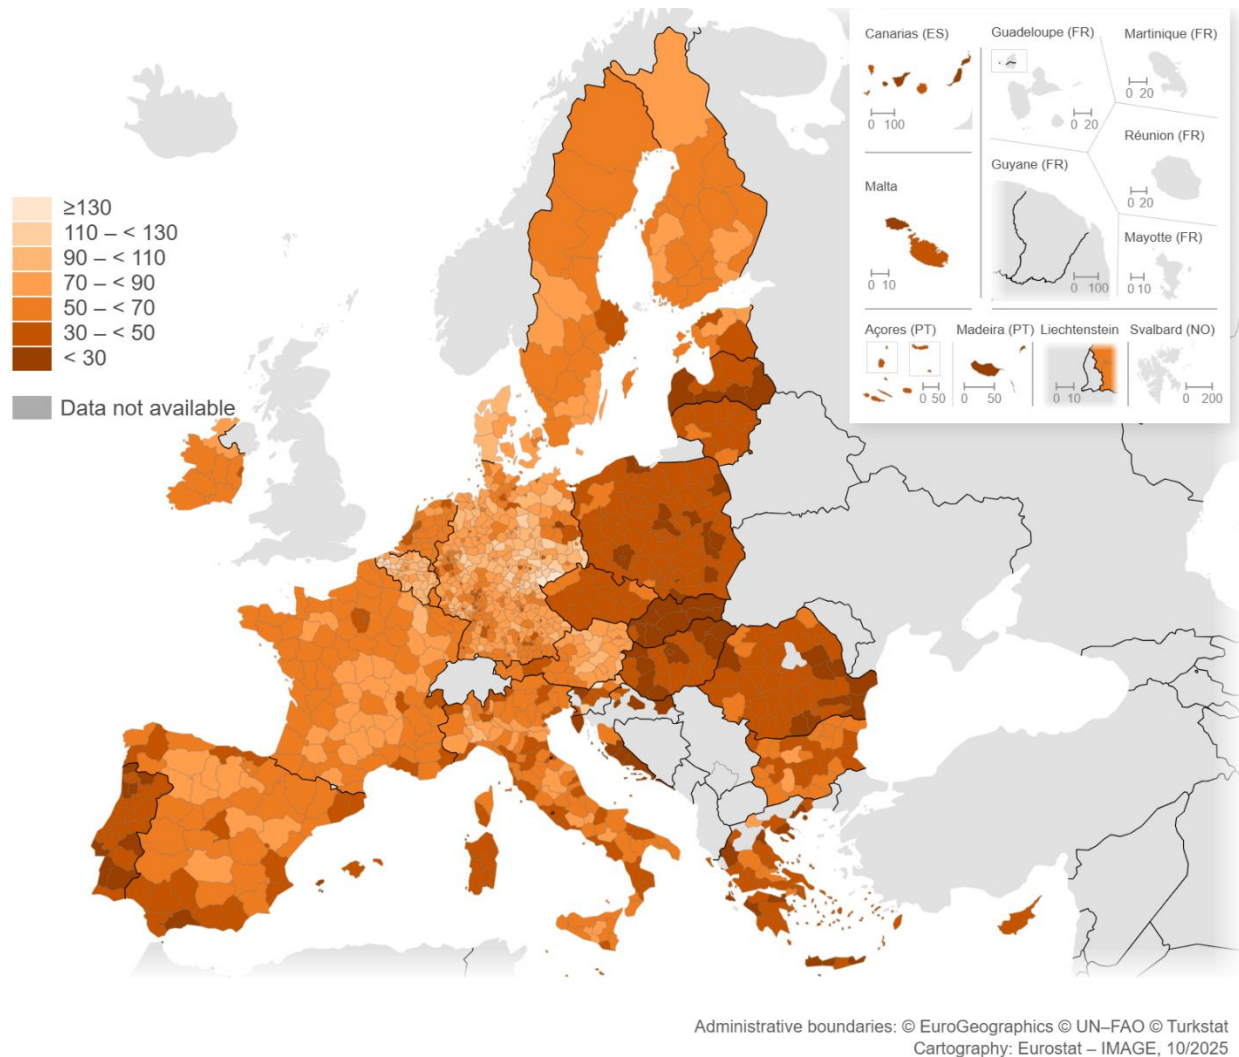 Canarias (ES)
0 100
Guadeloupe (FR)
0 20
Martinique (FR)
0 20
Réunion (FR)
0 20
Guyane (FR)
0 100
Malta
0 10
Mayotte (FR)
0 10
Açores (PT)
0 50
Madeira (PT)
0 50
Liechtenstein
0 10
Svalbard (NO)
0 200
≥130
110 – < 130
90 – < 110
70 – < 90
50 – < 70
30 – < 50
< 30
Data not available
Administrative boundaries: © EuroGeographics © UN–FAO © Turkstat
Cartography: Eurostat – IMAGE, 10/2025